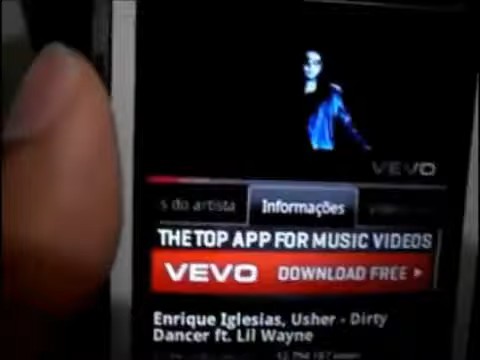 VEVO
s do artista
Informações
THE TOP APP FOR MUSIC VIDEOS
VEVO DOWNLOAD FREE
Enrique Iglesias, Usher - Dirty
Dancer ft. Lil Wayne